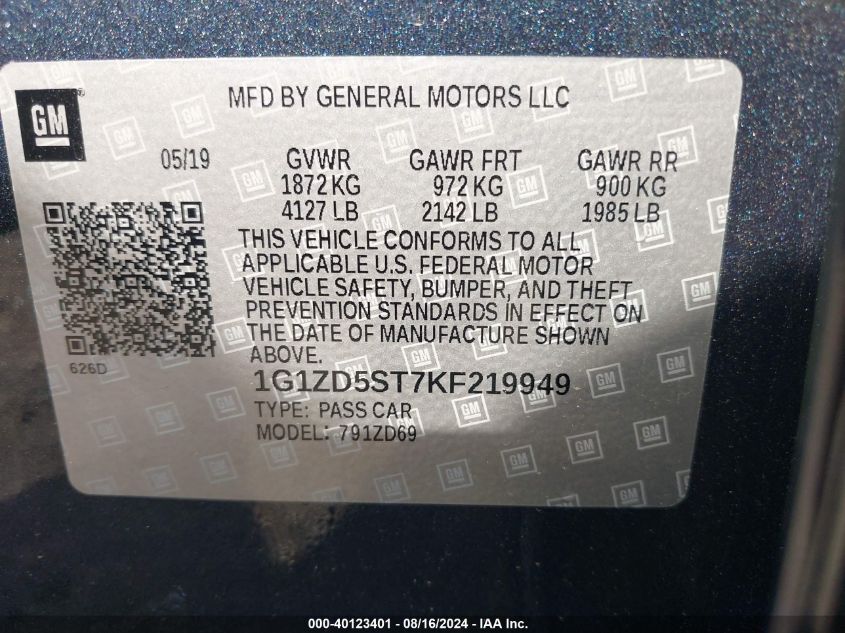 MFD BY GENERAL MOTORS LLC
GM
05/19 GVWR GAWR FRT GAWR RR
1872 KG 972 KG 900 KG
4127 LB 2142 LB 1985 LB
THIS VEHICLE CONFORMS TO ALL
APPLICABLE U.S. FEDERAL MOTOR
VEHICLE SAFETY, BUMPER, AND THEFT
PREVENTION STANDARDS IN EFFECT ON
THE DATE OF MANUFACTURE SHOWN
ABOVE.
626D
1G1ZD5ST7KF219949
TYPE: PASS CAR
MODEL: 791ZD69
000-40123401 - 08/16/2024 - IAA Inc.